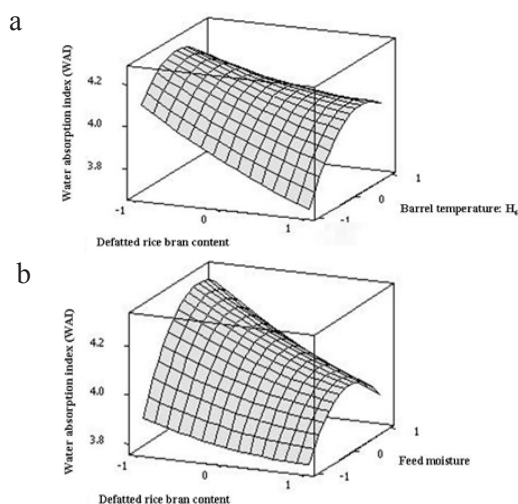 a
Water absorption index (WAI)
4.2
4.0
3.8
-1
0
1
Defatted rice bran content
-1
0
1
Barrel temperature: H₆
b
Water absorption index (WAI)
4.2
4.0
3.8
-1
0
1
Defatted rice bran content
-1
0
1
Feed moisture